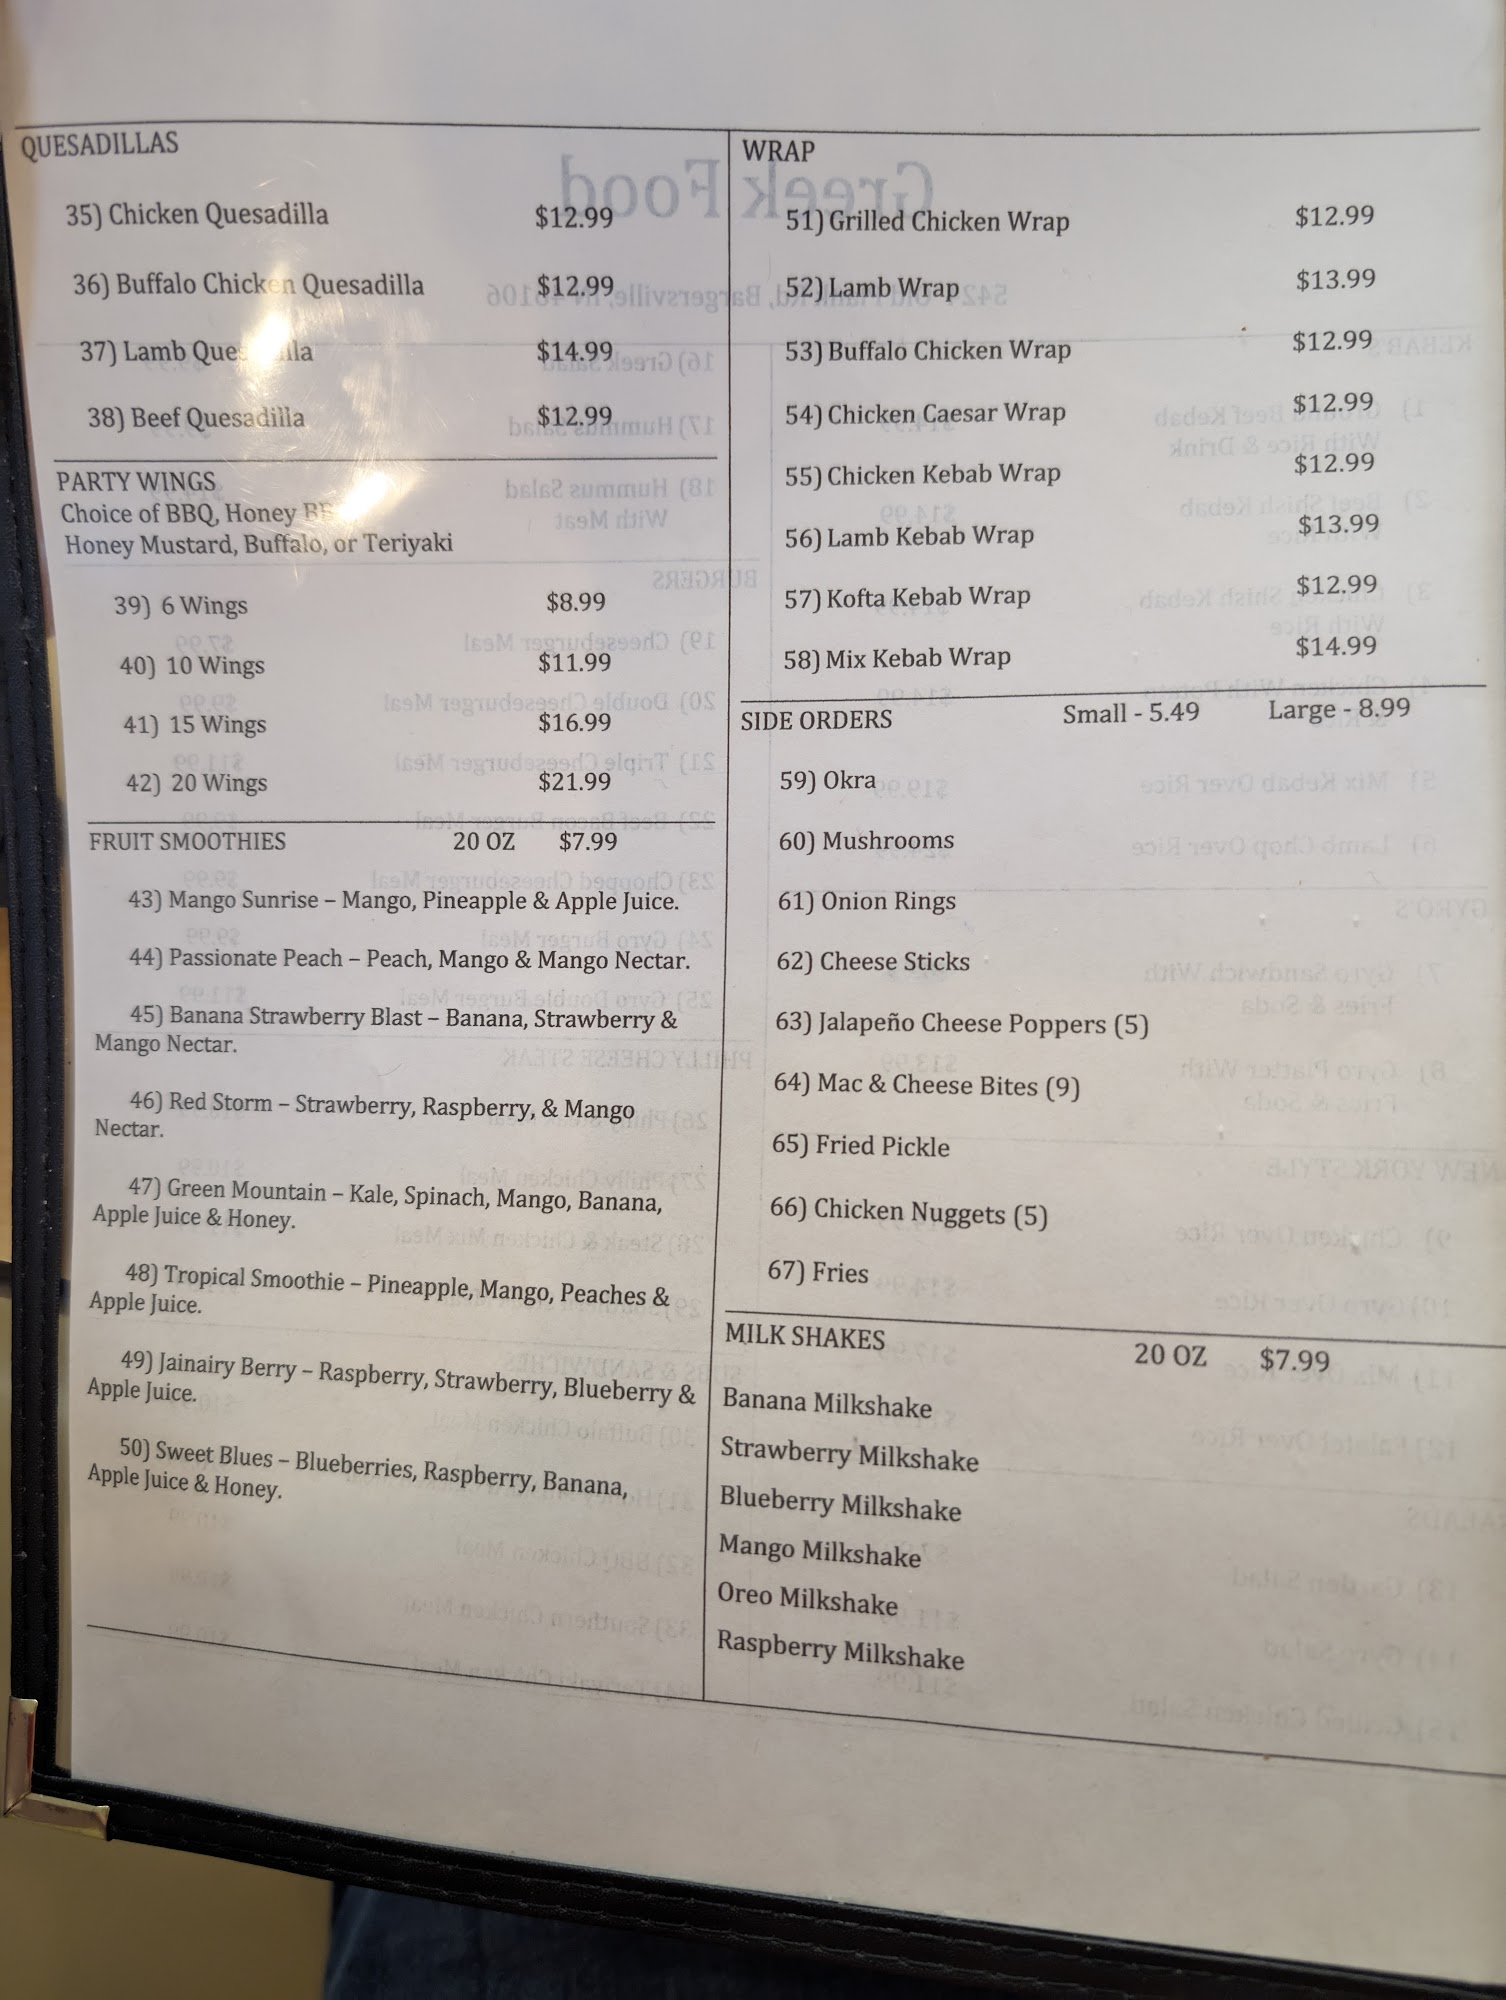 QUESADILLAS
35) Chicken Quesadilla $12.99
36) Buffalo Chicken Quesadilla $12.99
37) Lamb $14.99
38) Beef Quesadilla $12.99
PARTY WINGS
Choice of BBQ, Honey
Honey Mustard, Buffalo, or Teriyaki
39) 6 Wings $8.99
40) 10 Wings $11.99
41) 15 Wings $16.99
42) 20 Wings $21.99
FRUIT SMOOTHIES 20 OZ $7.99
43) Mango Sunrise – Mango, Pineapple & Apple Juice.
44) Passionate Peach – Peach, Mango & Mango Nectar.
45) Banana Strawberry Blast – Banana, Strawberry &
Mango Nectar.
46) Red Storm – Strawberry, Raspberry, & Mango
Nectar.
47) Green Mountain – Kale, Spinach, Mango, Banana,
Apple Juice & Honey.
48) Tropical Smoothie – Pineapple, Mango, Peaches &
Apple Juice.
49) Jainairy Berry – Raspberry, Strawberry, Blueberry &
Apple Juice.
50) Sweet Blues – Blueberries, Raspberry, Banana,
Apple Juice & Honey.
WRAP
51) Grilled Chicken Wrap $12.99
52) Lamb Wrap $13.99
53) Buffalo Chicken Wrap $12.99
54) Chicken Caesar Wrap $12.99
55) Chicken Kebab Wrap $12.99
56) Lamb Kebab Wrap $13.99
57) Kofta Kebab Wrap $12.99
58) Mix Kebab Wrap $14.99
SIDE ORDERS Small - 5.49 Large - 8.99
59) Okra
60) Mushrooms
61) Onion Rings
62) Cheese Sticks
63) Jalapeño Cheese Poppers (5)
64) Mac & Cheese Bites (9)
65) Fried Pickle
66) Chicken Nuggets (5)
67) Fries
MILK SHAKES 20 OZ $7.99
Banana Milkshake
Strawberry Milkshake
Blueberry Milkshake
Mango Milkshake
Oreo Milkshake
Raspberry Milkshake